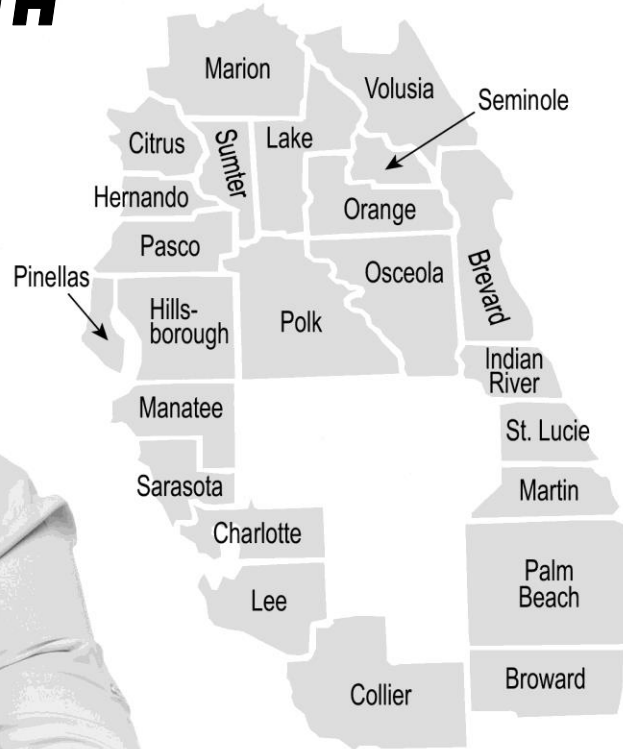 Marion
Volusia
Seminole
Citrus
Sumter
Lake
Hernando
Orange
Pasco
Osceola
Brevard
Pinellas
Hills-
borough
Polk
Indian
River
Manatee
St. Lucie
Sarasota
Martin
Charlotte
Palm
Beach
Lee
Broward
Collier